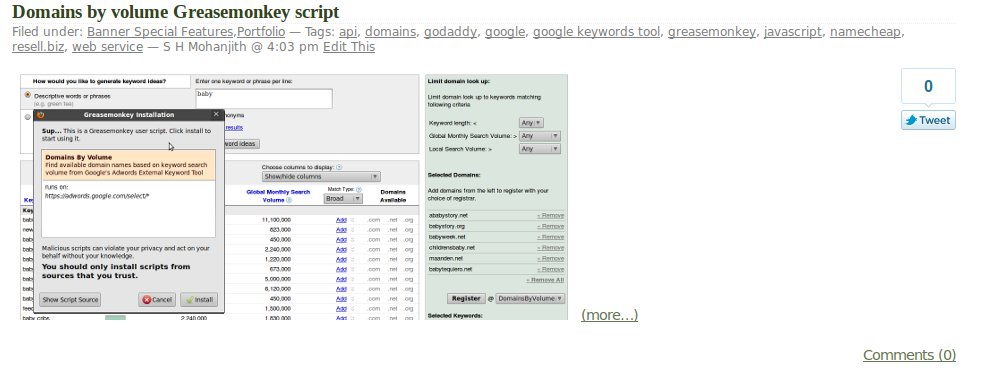 Domains by volume Greasemonkey script
Filed under: Banner Special Features,Portfolio — Tags: api, domains, godaddy, google, google keywords tool, greasemonkey, javascript, namecheap,
resell.biz, web service — S H Mohanjith @ 4:03 pm Edit This
0
Tweet
How would you like to generate keyword ideas?
Enter one keyword or phrase per line:
Descriptive words or phrases
(e.g. green tea)
baby
Greasemonkey Installation
Sup... This is a Greasemonkey user script. Click install to
start using it.
Domains By Volume
Find available domain names based on keyword search
volume from Google's Adwords External Keyword Tool
runs on:
https://adwords.google.com/select/*
Malicious scripts can violate your privacy and act on your
behalf without your knowledge.
You should only install scripts from
sources that you trust.
Show Script Source
Cancel
Install
nonyms
results
word ideas
Choose columns to display:
Show/hide columns
Global Monthly Search
Volume
Match Type:
Broad
Domains
Available
11,100,000 Add .com .net .org
823,000 Add .com .net .org
450,000 Add .com .net .org
2,240,000 Add .com .net .org
1,220,000 Add .com .net .org
673,000 Add .com .net .org
5,000,000 Add .com .net .org
6,120,000 Add .com .net .org
450,000 Add .com .net .org
1,500,000 Add .com .net .org
baby cribs 2,240,000 1,830,000 Add .com .net .org
Limit domain look up:
Limit domain look up to keywords matching
following criteria
Keyword length: < Any
Global Monthly Search Volume: > Any
Local Search Volume: > Any
Selected Domains:
Add domains from the left to register with your
choice of registrar.
ababystory.net - Remove
babystory.org - Remove
babyweek.net - Remove
childrensbaby.net - Remove
maanden.net - Remove
babytequiero.net - Remove
- Remove All
Register @ DomainsByVolume
Selected Keywords:
(more...)
Comments (0)